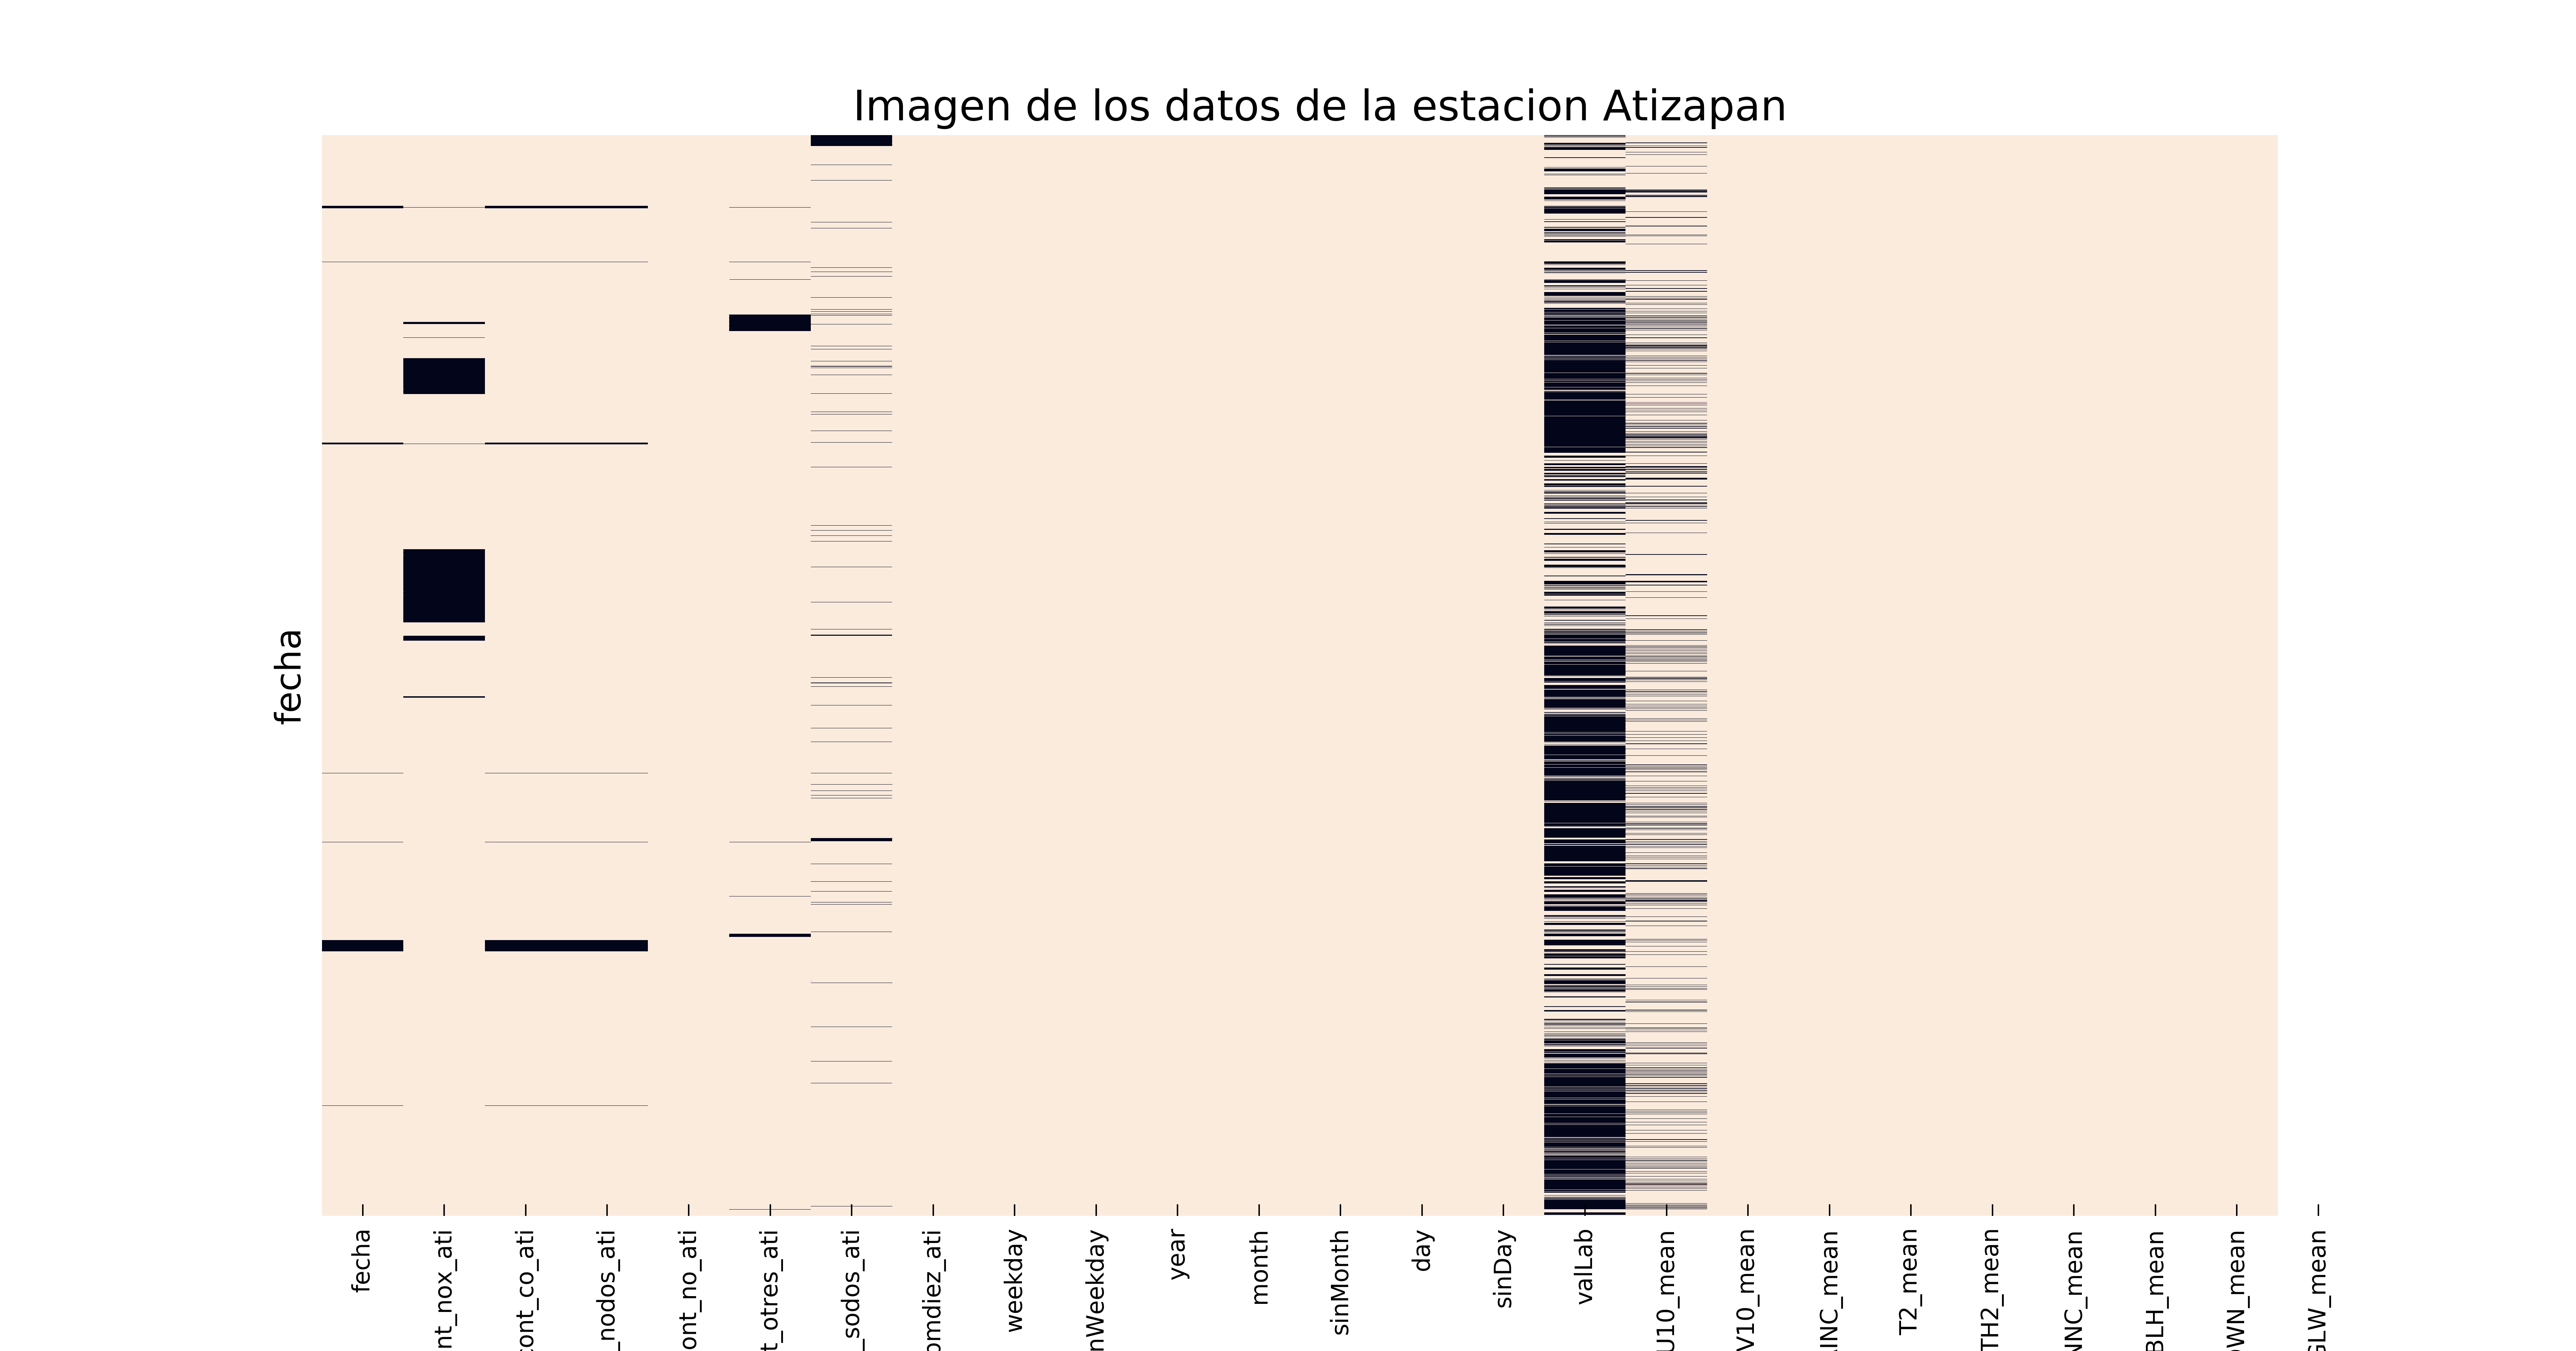 Imagen de los datos de la estacion Atizapan
fecha
fecha
nt_nox_ati
cont_co_ati
_nodos_ati
ont_no_ati
t_otres_ati
_sodos_ati
omdiez_ati
weekday
nWeekday
year
month
sinMonth
day
sinDay
valLab
U10_mean
V10_mean
INC_mean
T2_mean
TH2_mean
NNC_mean
BLH_mean
OWN_mean
GLW_mean